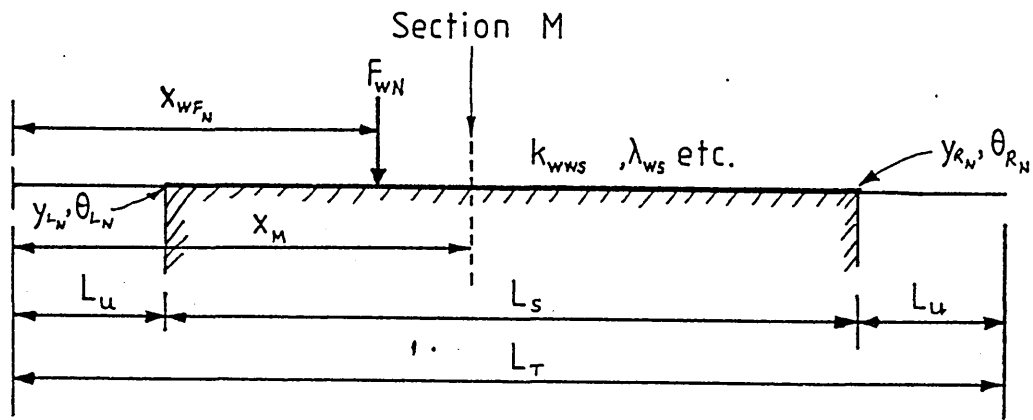 Section M
F_wN
x_WF_N
k_wws , λ_ws etc.
y_R_N, θ_R_N
y_L_N, θ_L_N
x_M
L_u
L_s
L_u
L_T